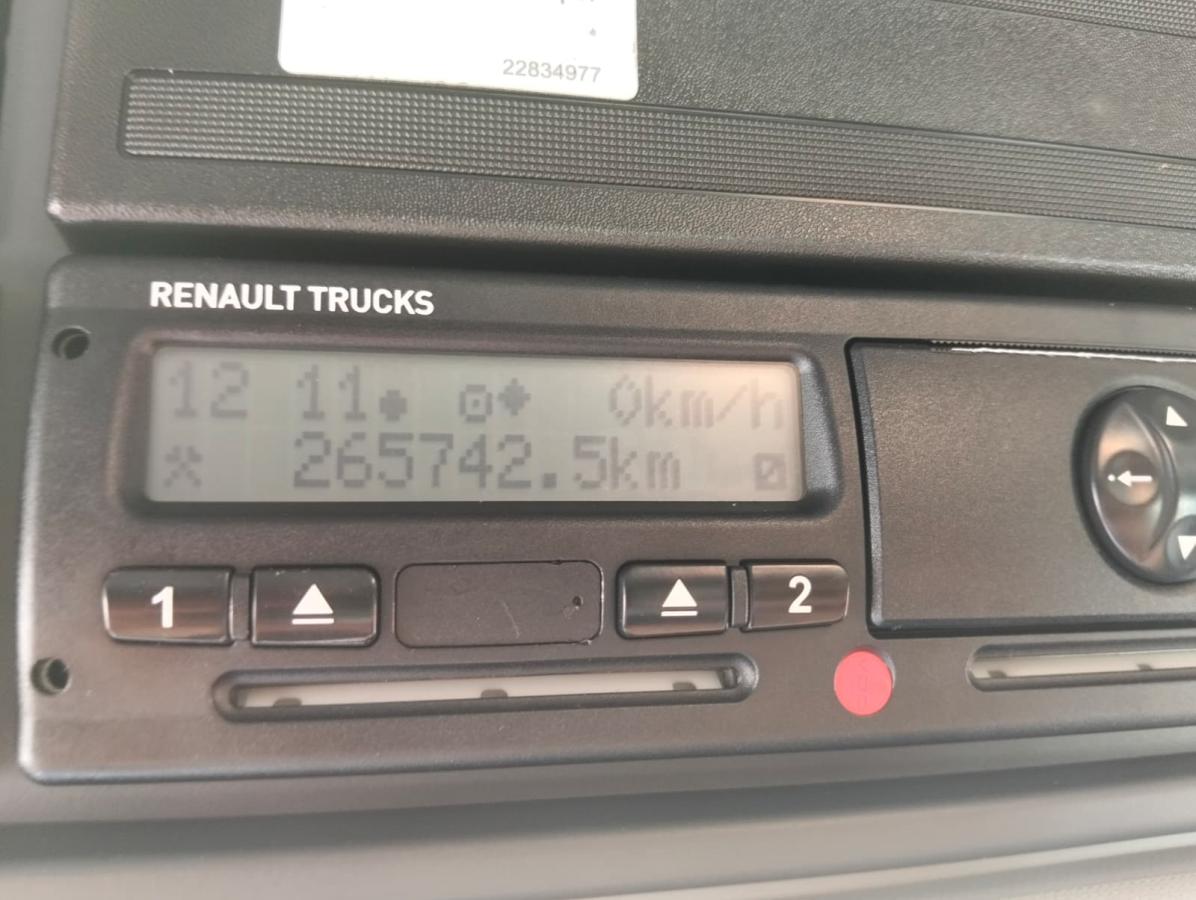 22834977
RENAULT TRUCKS
12 11 0km/h
265742.5km
1
2